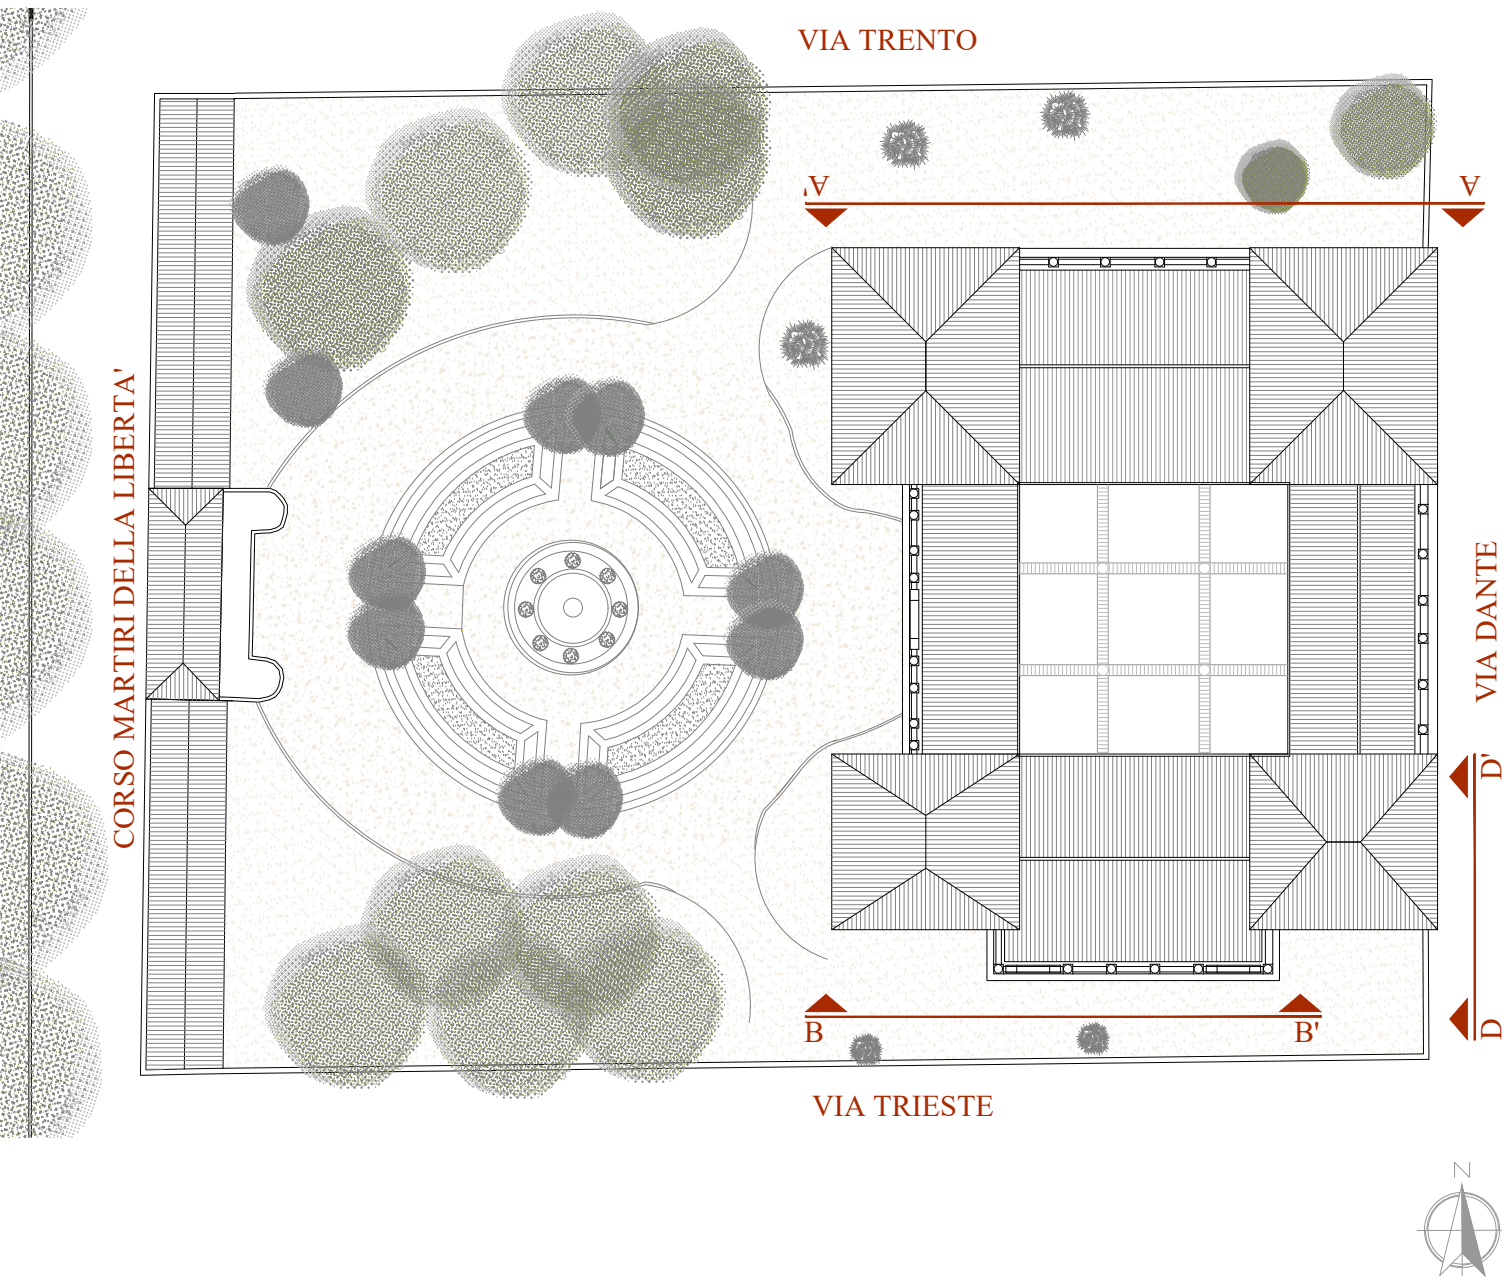 VIA TRENTO
A'
A
CORSO MARTIRI DELLA LIBERTA'
VIA DANTE
D'
B
B'
D
VIA TRIESTE
N